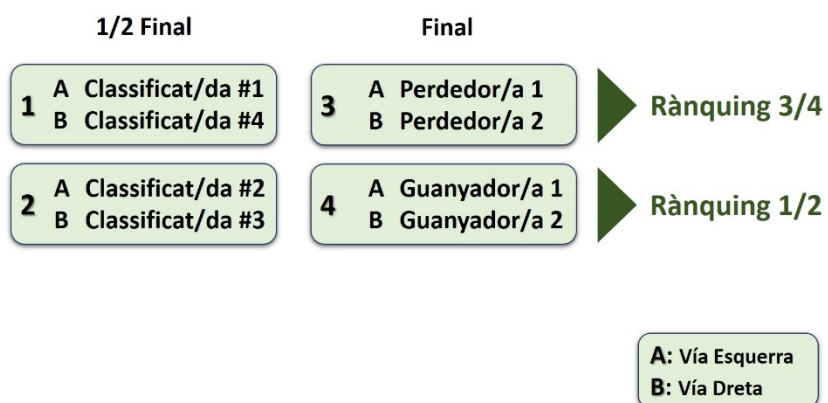 1/2 Final
Final
1
A Classificat/da #1
B Classificat/da #4
3
A Perdedor/a 1
B Perdedor/a 2
Rànquing 3/4
2
A Classificat/da #2
B Classificat/da #3
4
A Guanyador/a 1
B Guanyador/a 2
Rànquing 1/2
A: Vía Esquerra
B: Vía Dreta